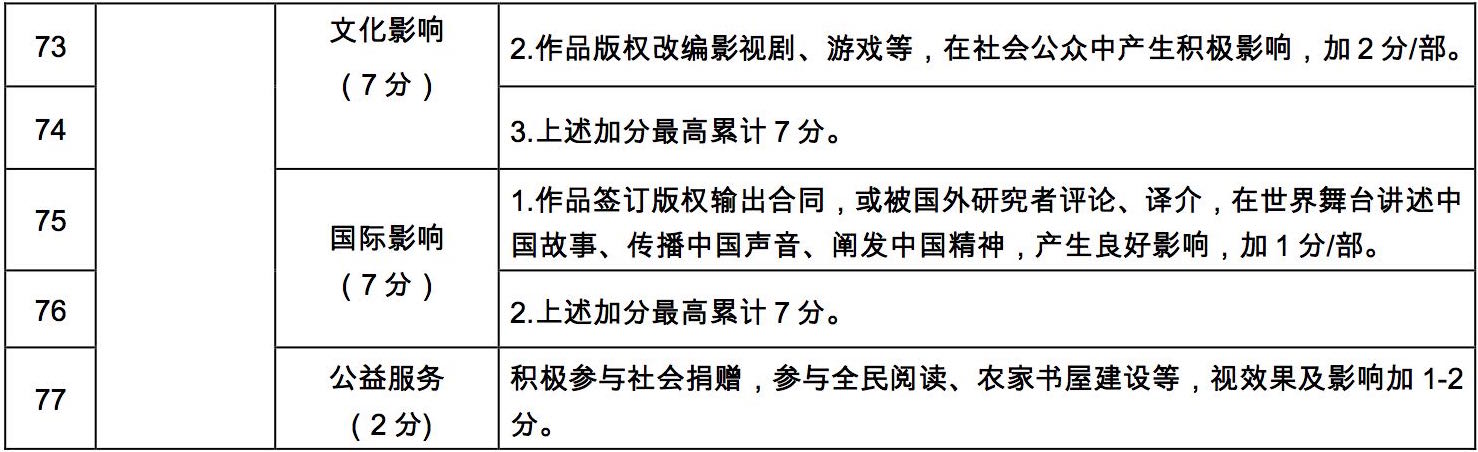 73
文化影响
（7分）
2.作品版权改编影视剧、游戏等，在社会公众中产生积极影响，加2分/部。
74
3.上述加分最高累计7分。
75
国际影响
（7分）
1.作品签订版权输出合同，或被国外研究者评论、译介，在世界舞台讲述中
国故事、传播中国声音、阐发中国精神，产生良好影响，加1分/部。
76
2.上述加分最高累计7分。
77
公益服务
（2分)
积极参与社会捐赠，参与全民阅读、农家书屋建设等，视效果及影响加1-2
分。